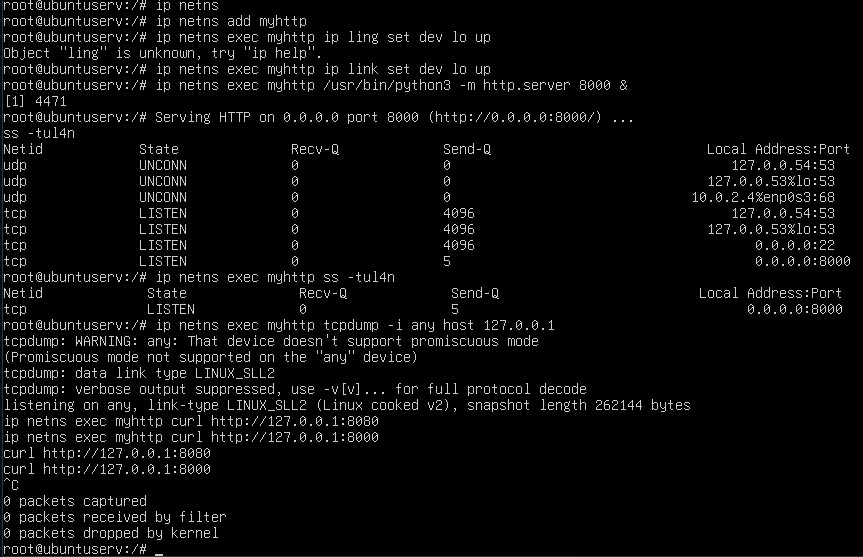 root@ubuntuserv:/# ip netns
root@ubuntuserv:/# ip netns add myhttp
root@ubuntuserv:/# ip netns exec myhttp ip ling set dev lo up
Object "ling" is unknown, try "ip help".
root@ubuntuserv:/# ip netns exec myhttp ip link set dev lo up
root@ubuntuserv:/# ip netns exec myhttp /usr/bin/python3 -m http.server 8000 &
[1] 4471
root@ubuntuserv:/# Serving HTTP on 0.0.0.0 port 8000 (http://0.0.0.0:8000/) ...
ss -tul4n
Netid State Recv-Q Send-Q Local Address:Port
udp UNCONN 0 0 127.0.0.54:53
udp UNCONN 0 0 127.0.0.53%lo:53
udp UNCONN 0 0 10.0.2.4%enp0s3:68
tcp LISTEN 0 4096 127.0.0.54:53
tcp LISTEN 0 4096 127.0.0.53%lo:53
tcp LISTEN 0 4096 0.0.0.0:22
tcp LISTEN 0 5 0.0.0.0:8000
root@ubuntuserv:/# ip netns exec myhttp ss -tul4n
Netid State Recv-Q Send-Q Local Address:Port
tcp LISTEN 0 5 0.0.0.0:8000
root@ubuntuserv:/# ip netns exec myhttp tcpdump -i any host 127.0.0.1
tcpdump: WARNING: any: That device doesn't support promiscuous mode
(Promiscuous mode not supported on the "any" device)
tcpdump: data link type LINUX_SLL2
tcpdump: verbose output suppressed, use -v[v]... for full protocol decode
listening on any, link-type LINUX_SLL2 (Linux cooked v2), snapshot length 262144 bytes
ip netns exec myhttp curl http://127.0.0.1:8080
ip netns exec myhttp curl http://127.0.0.1:8000
curl http://127.0.0.1:8080
curl http://127.0.0.1:8000
^C
0 packets captured
0 packets received by filter
0 packets dropped by kernel
root@ubuntuserv:/# _